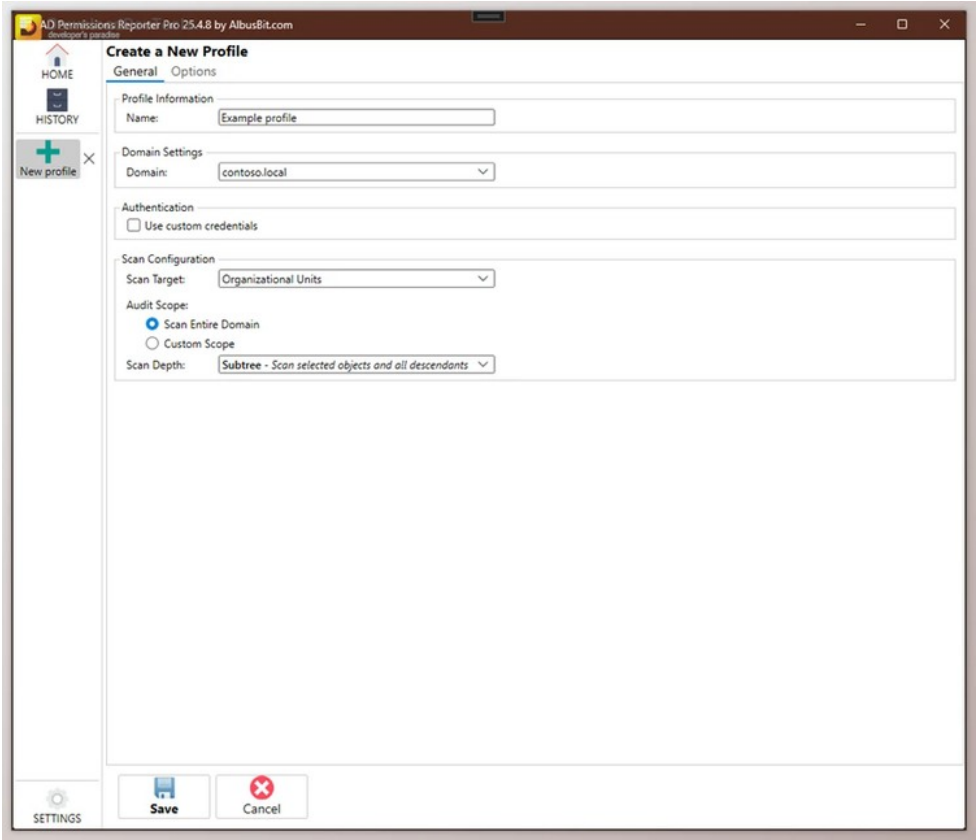 AD Permissions Reporter Pro 25.4.8 by AlbusBit.com
developer's paradise
HOME
HISTORY
New profile
Create a New Profile
General Options
Profile Information
Name: Example profile
Domain Settings
Domain: contoso.local
Authentication
Use custom credentials
Scan Configuration
Scan Target: Organizational Units
Audit Scope:
Scan Entire Domain
Custom Scope
Scan Depth: Subtree - Scan selected objects and all descendants
Save Cancel
SETTINGS